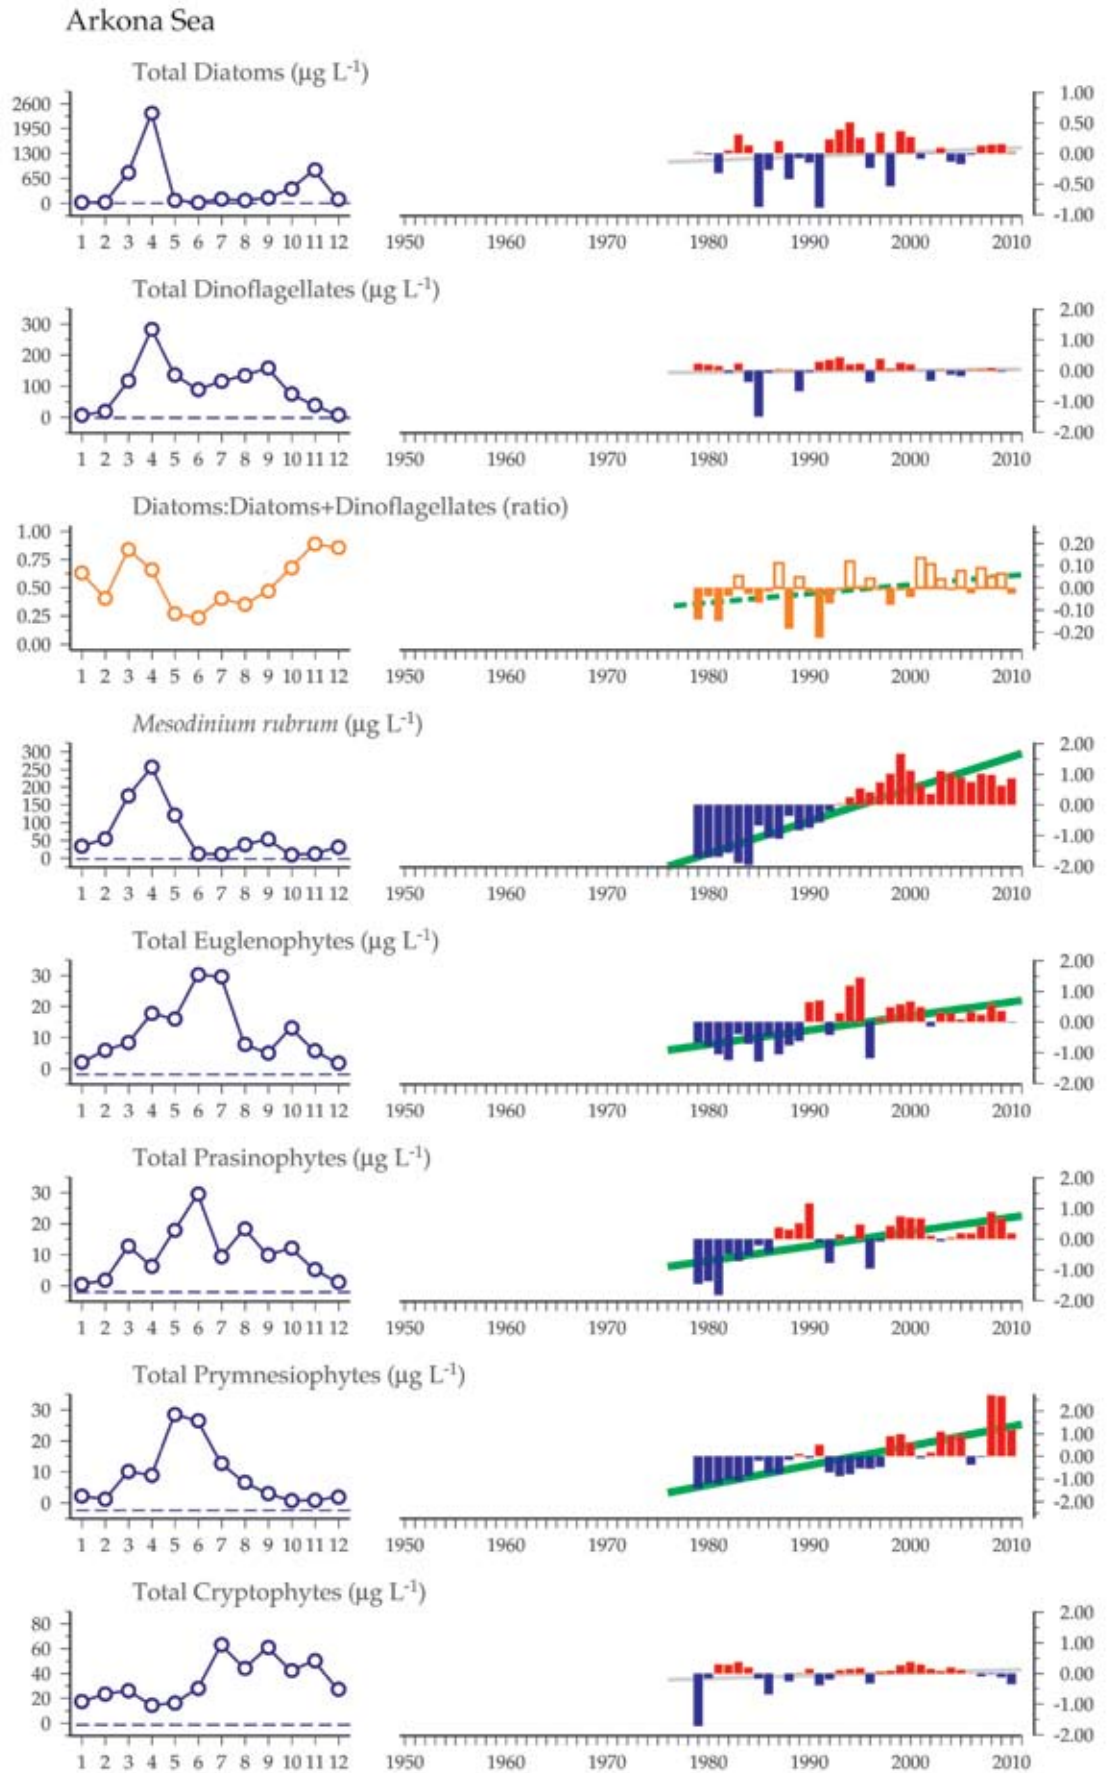 Arkona Sea
Total Diatoms (µg L⁻¹)
2600 1950 1300 650 0
1.00 0.50 0.00 -0.50 -1.00
1 2 3 4 5 6 7 8 9 10 11 12 1950 1960 1970 1980 1990 2000 2010
Total Dinoflagellates (µg L⁻¹)
300 200 100 0
2.00 1.00 0.00 -1.00 -2.00
1 2 3 4 5 6 7 8 9 10 11 12 1950 1960 1970 1980 1990 2000 2010
Diatoms:Diatoms+Dinoflagellates (ratio)
1.00 0.75 0.50 0.25 0.00
0.20 0.10 0.00 -0.10 -0.20
1 2 3 4 5 6 7 8 9 10 11 12 1950 1960 1970 1980 1990 2000 2010
Mesodinium rubrum (µg L⁻¹)
300 250 200 150 100 50 0
2.00 1.00 0.00 -1.00 -2.00
1 2 3 4 5 6 7 8 9 10 11 12 1950 1960 1970 1980 1990 2000 2010
Total Euglenophytes (µg L⁻¹)
30 20 10 0
2.00 1.00 0.00 -1.00 -2.00
1 2 3 4 5 6 7 8 9 10 11 12 1950 1960 1970 1980 1990 2000 2010
Total Prasinophytes (µg L⁻¹)
30 20 10 0
2.00 1.00 0.00 -1.00 -2.00
1 2 3 4 5 6 7 8 9 10 11 12 1950 1960 1970 1980 1990 2000 2010
Total Prymnesiophytes (µg L⁻¹)
30 20 10 0
2.00 1.00 0.00 -1.00 -2.00
1 2 3 4 5 6 7 8 9 10 11 12 1950 1960 1970 1980 1990 2000 2010
Total Cryptophytes (µg L⁻¹)
80 60 40 20 0
2.00 1.00 0.00 -1.00 -2.00
1 2 3 4 5 6 7 8 9 10 11 12 1950 1960 1970 1980 1990 2000 2010